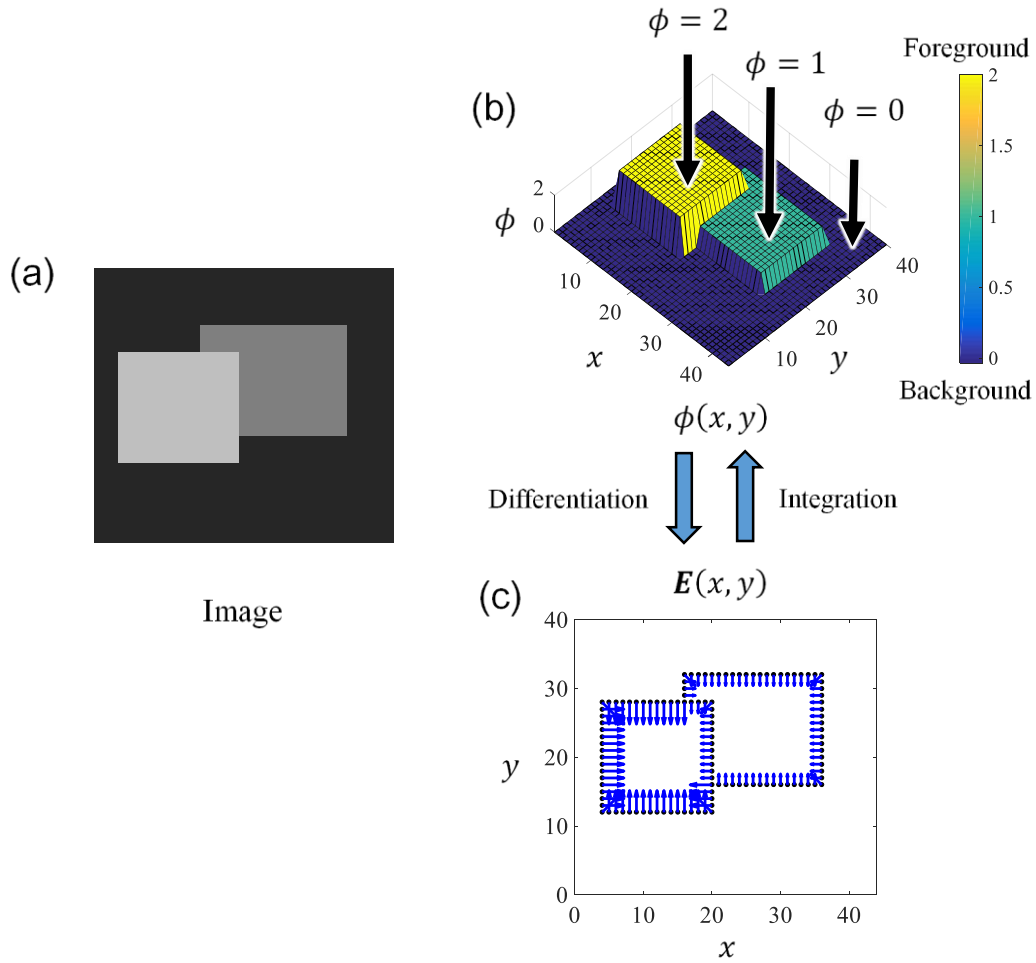 (a)
Image
(b)
ϕ = 2
ϕ = 1
ϕ = 0
Foreground
2
1.5
1
0.5
0
Background
2
0
ϕ
10
20
30
40
x
10
20
30
40
y
ϕ(x, y)
Differentiation
Integration
E(x, y)
(c)
40
30
20
10
0
y
0
10
20
30
40
x